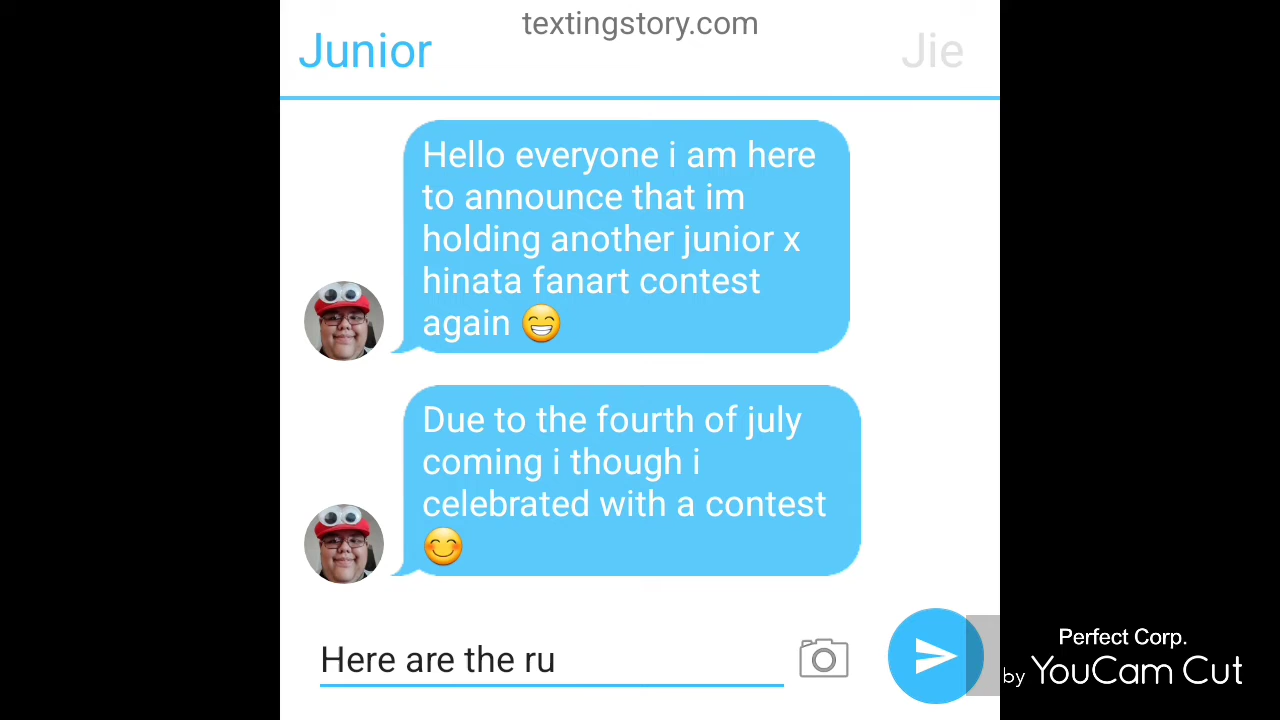 textingstory.com
Junior
Jie
Hello everyone i am here
to announce that im
holding another junior x
hinata fanart contest
again 😁
Due to the fourth of july
coming i though i
celebrated with a contest
😊
Here are the ru
Perfect Corp.
by YouCam Cut